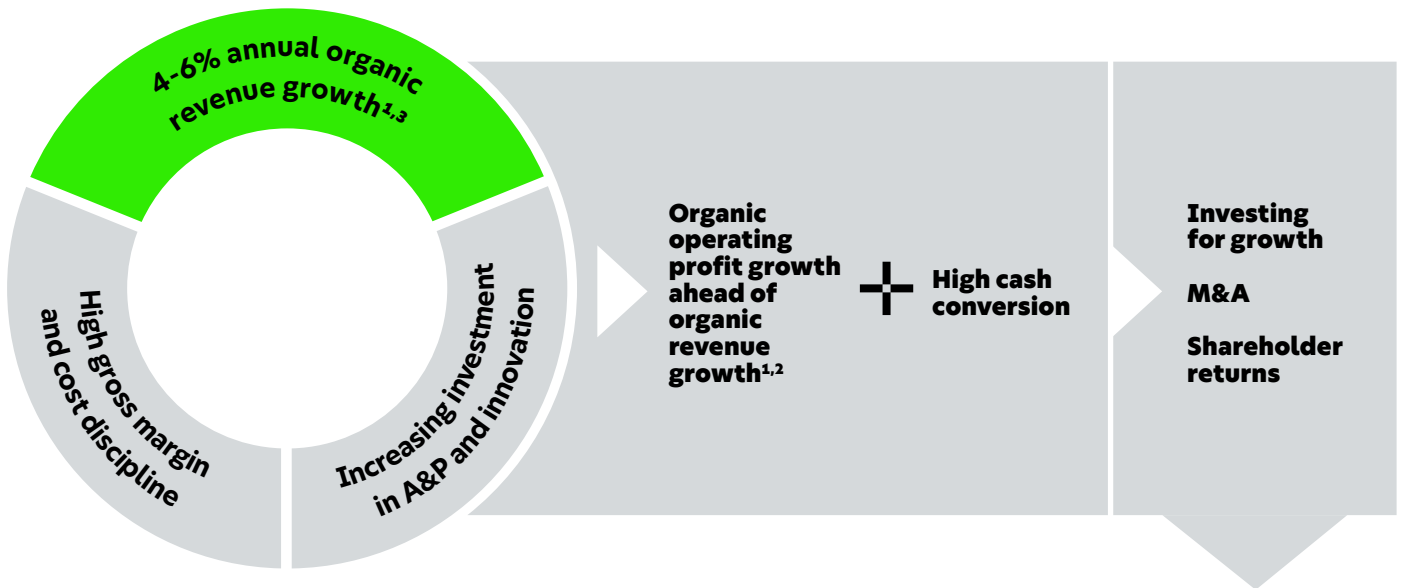 4-6% annual organic
revenue growth¹,³
High gross margin
and cost discipline
Increasing investment
in A&P and innovation
Organic
operating
profit growth
ahead of
organic
revenue
growth¹,²
High cash
conversion
Investing
for growth
M&A
Shareholder
returns